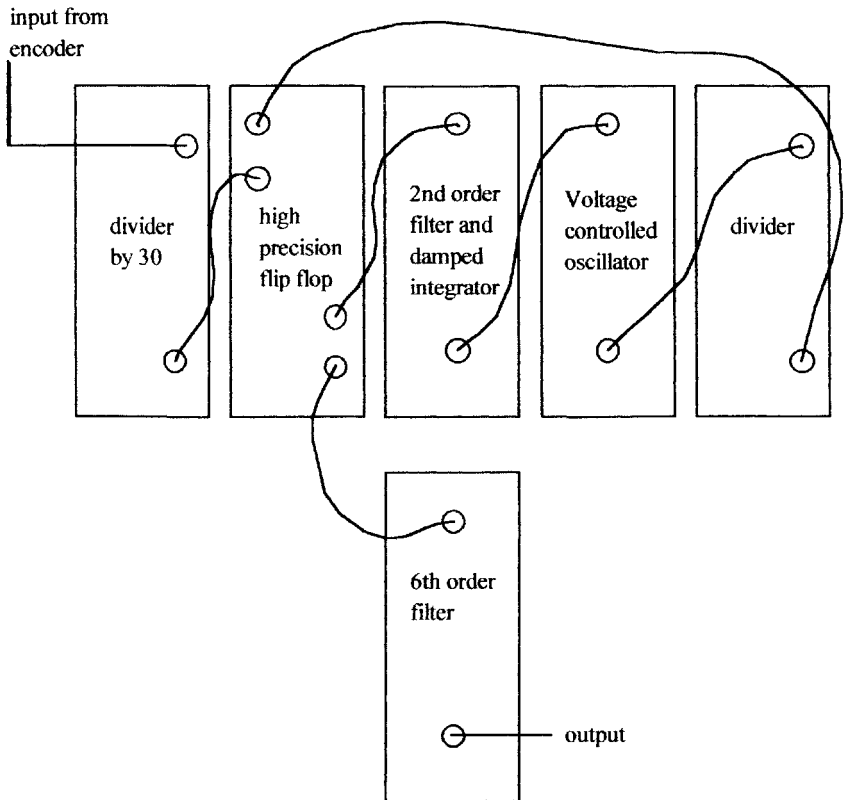 input from
encoder
divider
by 30
high
precision
flip flop
2nd order
filter and
damped
integrator
Voltage
controlled
oscillator
divider
6th order
filter
output